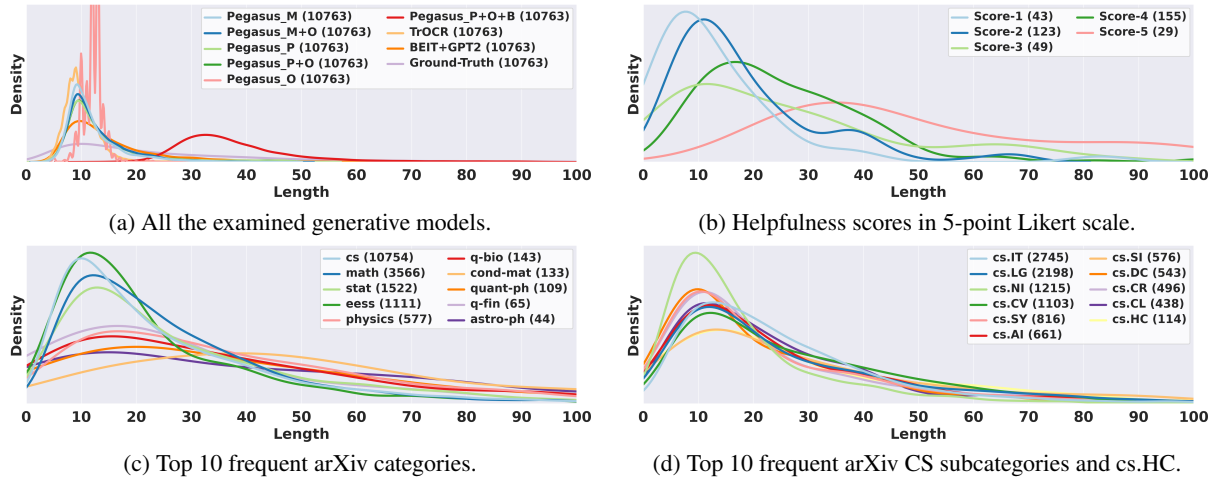 Density
Pegasus_M (10763)
Pegasus_M+O (10763)
Pegasus_P (10763)
Pegasus_P+O (10763)
Pegasus_O (10763)
Pegasus_P+O+B (10763)
TrOCR (10763)
BEIT+GPT2 (10763)
Ground-Truth (10763)
0 10 20 30 40 50 60 70 80 90 100
Length
(a) All the examined generative models.
Density
Score-1 (43)
Score-2 (123)
Score-3 (49)
Score-4 (155)
Score-5 (29)
0 10 20 30 40 50 60 70 80 90 100
Length
(b) Helpfulness scores in 5-point Likert scale.
Density
cs (10754)
math (3566)
stat (1522)
eess (1111)
physics (577)
q-bio (143)
cond-mat (133)
quant-ph (109)
q-fin (65)
astro-ph (44)
0 10 20 30 40 50 60 70 80 90 100
Length
(c) Top 10 frequent arXiv categories.
Density
cs.IT (2745)
cs.LG (2198)
cs.NI (1215)
cs.CV (1103)
cs.SY (816)
cs.AI (661)
cs.SI (576)
cs.DC (543)
cs.CR (496)
cs.CL (438)
cs.HC (114)
0 10 20 30 40 50 60 70 80 90 100
Length
(d) Top 10 frequent arXiv CS subcategories and cs.HC.